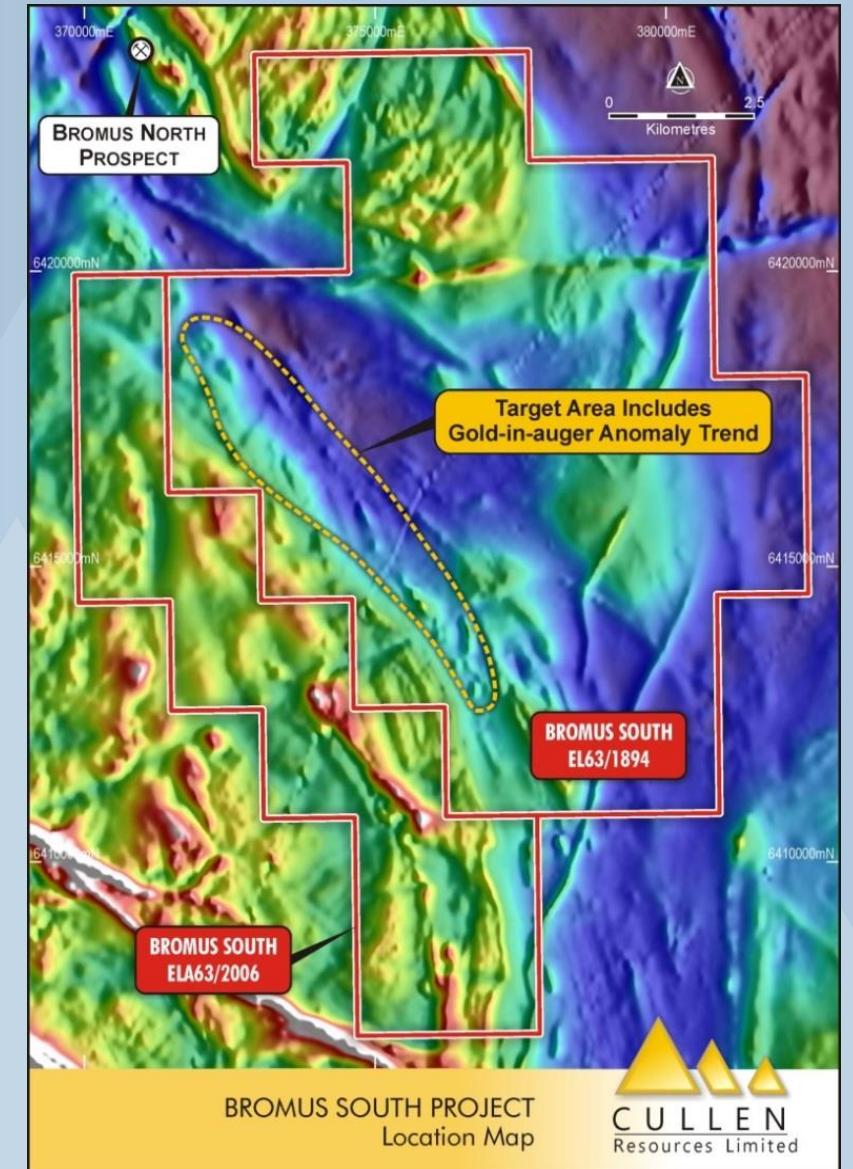 370000mE
375000mE
380000mE
BROMUS NORTH
PROSPECT
N
0
2.5
Kilometres
6420000mN
6420000mN
Target Area Includes
Gold-in-auger Anomaly Trend
6415000mN
6415000mN
BROMUS SOUTH
EL63/1894
6410000mN
6410000mN
BROMUS SOUTH
ELA63/2006
BROMUS SOUTH PROJECT
Location Map
CULLEN
Resources Limited